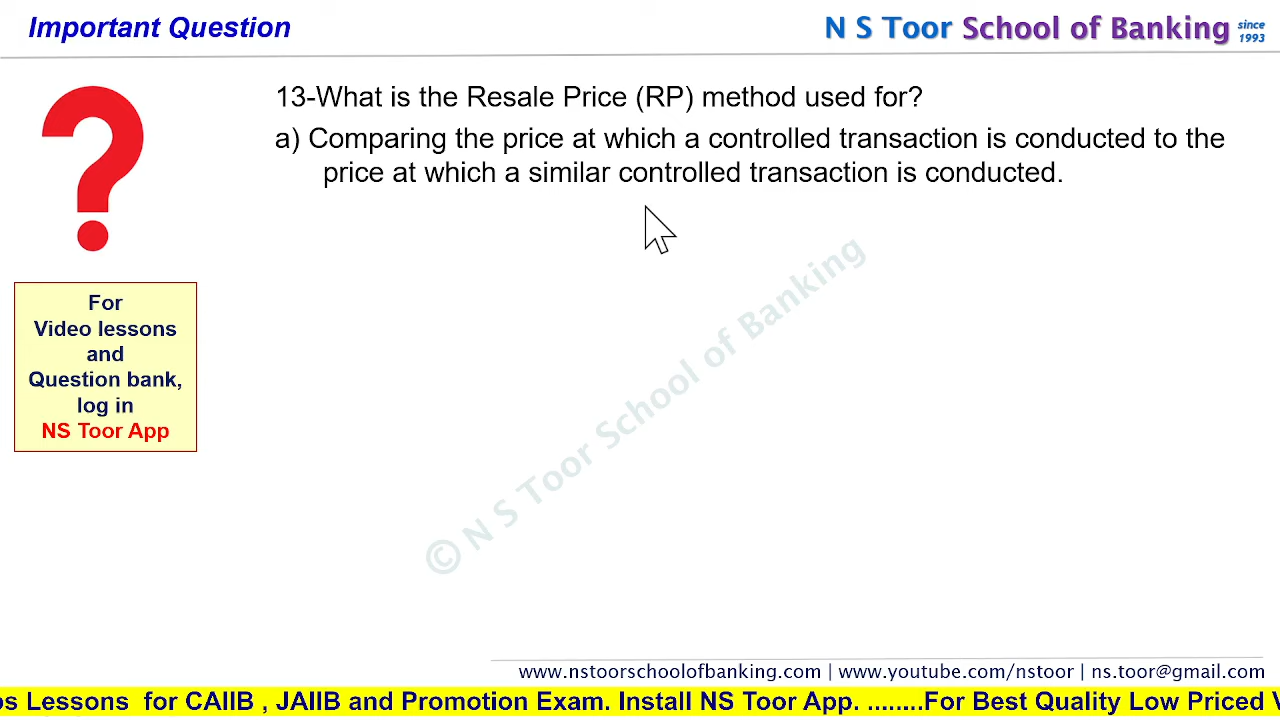 Important Question
N S Toor School of Banking since 1993
13-What is the Resale Price (RP) method used for?
a) Comparing the price at which a controlled transaction is conducted to the
price at which a similar controlled transaction is conducted.
For
Video lessons
and
Question bank,
log in
NS Toor App
© N S Toor School of Banking
www.nstoorschoolofbanking.com | www.youtube.com/nstoor | ns.toor@gmail.com
Lessons for CAIIB , JAIIB and Promotion Exam. Install NS Toor App. ........For Best Quality Low Priced